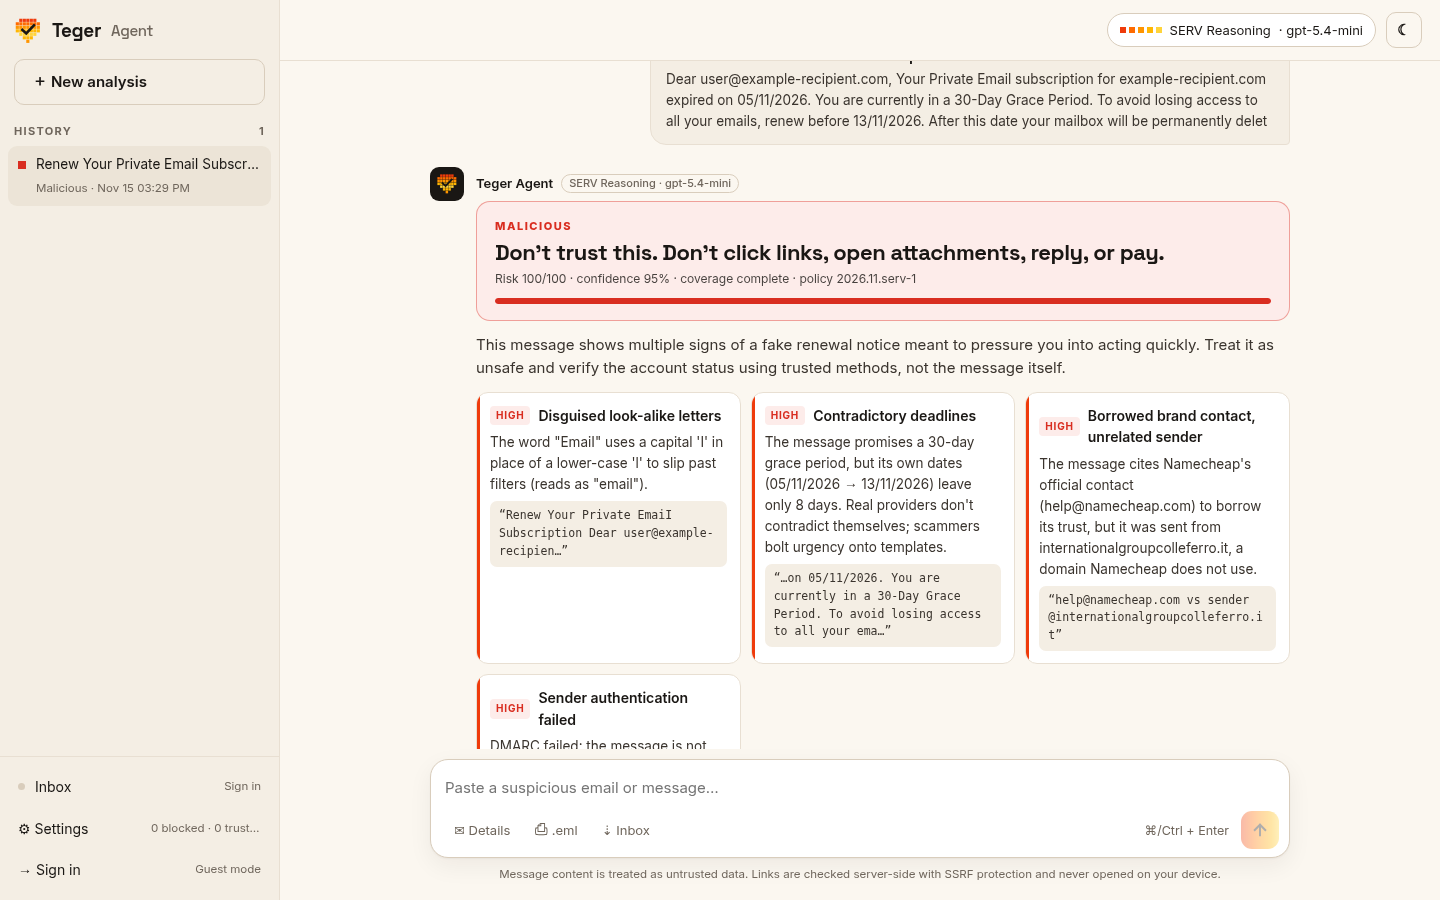 Teger Agent
+ New analysis
HISTORY 1
Renew Your Private Email Subscr...
Malicious · Nov 15 03:29 PM
Inbox Sign in
⚙ Settings 0 blocked · 0 trust...
→ Sign in Guest mode
SERV Reasoning · gpt-5.4-mini
Dear user@example-recipient.com, Your Private Email subscription for example-recipient.com
expired on 05/11/2026. You are currently in a 30-Day Grace Period. To avoid losing access to
all your emails, renew before 13/11/2026. After this date your mailbox will be permanently delet
Teger Agent SERV Reasoning · gpt-5.4-mini
MALICIOUS
Don't trust this. Don't click links, open attachments, reply, or pay.
Risk 100/100 · confidence 95% · coverage complete · policy 2026.11.serv-1
This message shows multiple signs of a fake renewal notice meant to pressure you into acting quickly. Treat it as
unsafe and verify the account status using trusted methods, not the message itself.
HIGH Disguised look-alike letters
The word "Email" uses a capital 'I' in
place of a lower-case 'l' to slip past
filters (reads as "email").
“Renew Your Private EmaiI
Subscription Dear user@example-
recipien…”
HIGH Contradictory deadlines
The message promises a 30-day
grace period, but its own dates
(05/11/2026 → 13/11/2026) leave
only 8 days. Real providers don't
contradict themselves; scammers
bolt urgency onto templates.
“…on 05/11/2026. You are
currently in a 30-Day Grace
Period. To avoid losing access
to all your ema…”
HIGH Borrowed brand contact,
unrelated sender
The message cites Namecheap's
official contact
(help@namecheap.com) to borrow
its trust, but it was sent from
internationalgroupcolleferro.it, a
domain Namecheap does not use.
“help@namecheap.com vs sender
@internationalgroupcolleferro.i
t”
HIGH Sender authentication
failed
DMARC failed: the message is not
Paste a suspicious email or message...
✉ Details .eml ⇣ Inbox ⌘/Ctrl + Enter
Message content is treated as untrusted data. Links are checked server-side with SSRF protection and never opened on your device.